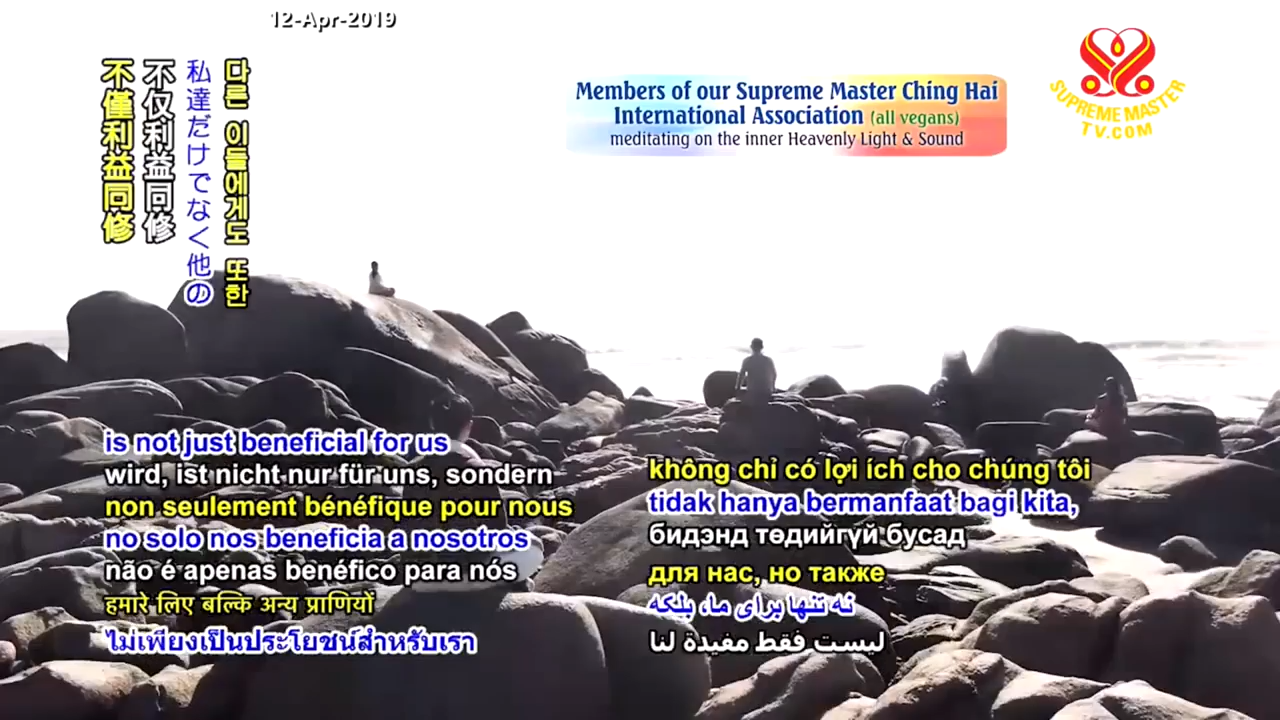 12-Apr-2019
Members of our Supreme Master Ching Hai
International Association (all vegans)
meditating on the inner Heavenly Light & Sound
SUPREME MASTER
TV.COM
다른 이들에게도 또한
私達だけでなく他の
不仅利益同修
不僅利益同修
is not just beneficial for us
wird, ist nicht nur für uns, sondern
non seulement bénéfique pour nous
no solo nos beneficia a nosotros
não é apenas benéfico para nós
हमारे लिए बल्कि अन्य प्राणियों
ไม่เพียงเป็นประโยชน์สำหรับเรา
không chỉ có lợi ích cho chúng tôi
tidak hanya bermanfaat bagi kita,
бидэнд төдийгүй бусад
для нас, но также
نه تنها برای ما، بلکه
ليست فقط مفيدة لنا